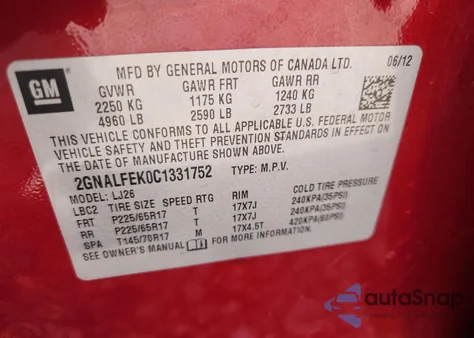 MFD BY GENERAL MOTORS OF CANADA LTD. 06/12
GM
GVWR GAWR FRT GAWR RR
2250 KG 1175 KG 1240 KG
4960 LB 2590 LB 2733 LB
THIS VEHICLE CONFORMS TO ALL APPLICABLE U.S. FEDERAL MOTOR
VEHICLE SAFETY AND THEFT PREVENTION STANDARDS IN EFFECT
ON THE DATE OF MANUFACTURE SHOWN ABOVE.
2GNALFEK0C1331752 TYPE: M.P.V.
MODEL: LJ26
LBC2 TIRE SIZE SPEED RTG RIM COLD TIRE PRESSURE
FRT P225/65R17 T 17X7J 240KPA(35PSI)
RR P225/65R17 T 17X7J 240KPA(35PSI)
SPA T145/70R17 M 17X4.5T 420KPA(60PSI)
SEE OWNER'S MANUAL
autoSnap